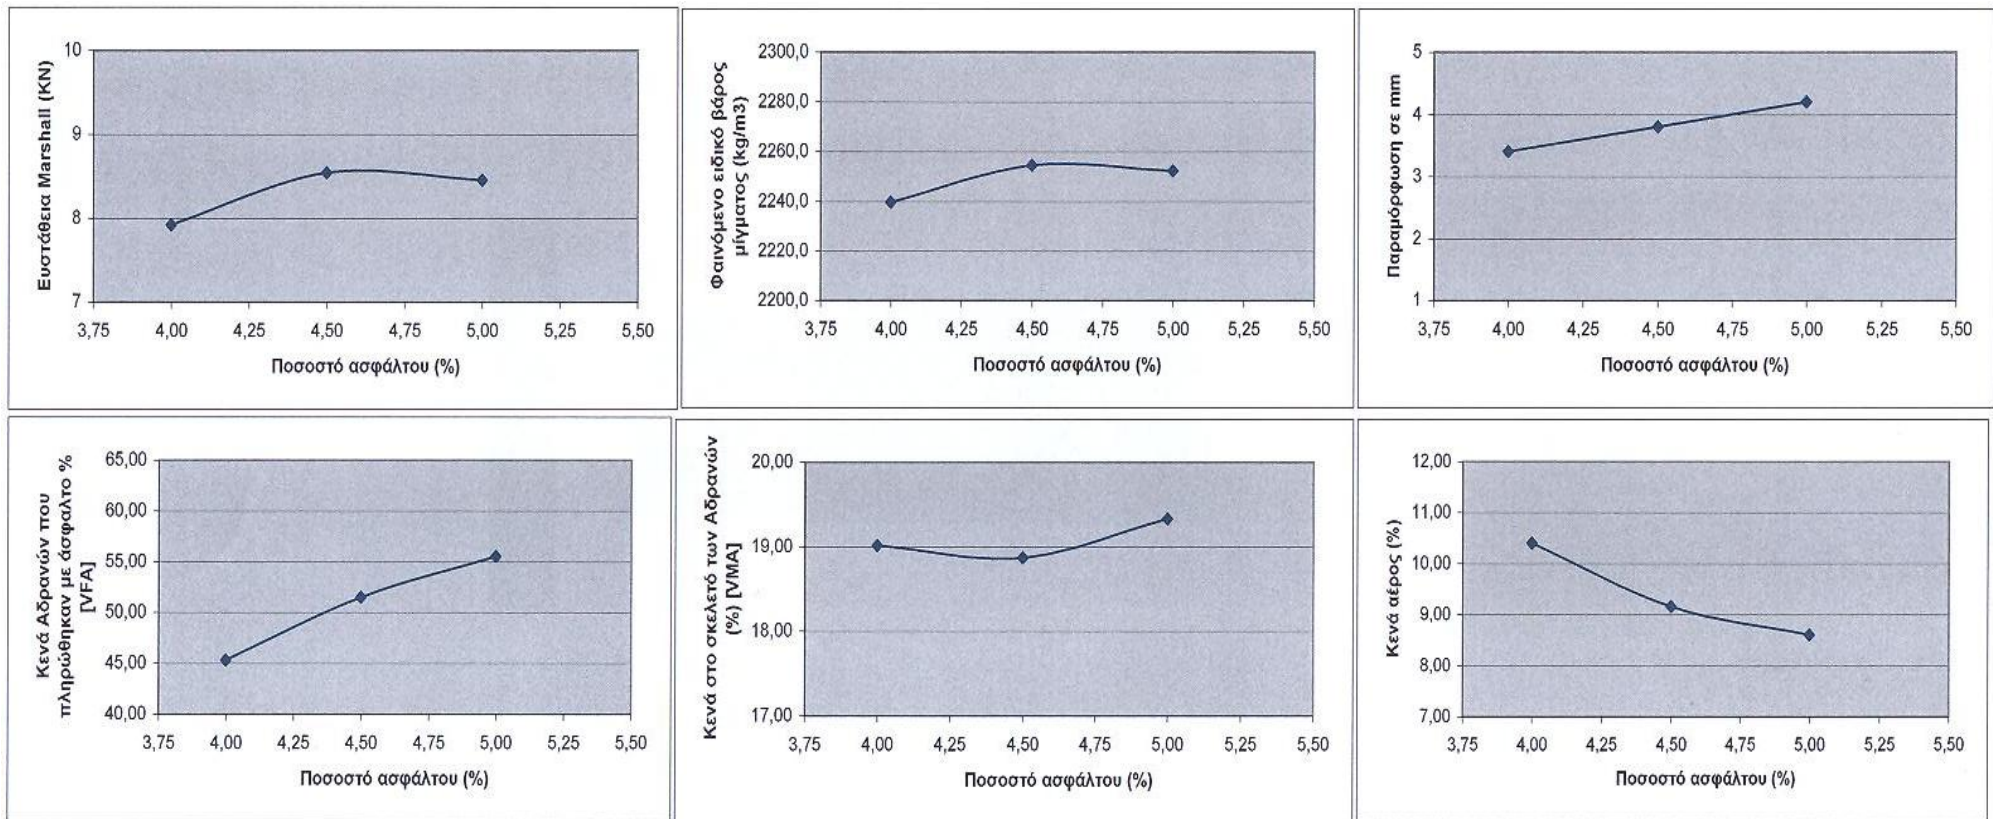 Ευστάθεια Marshall (KN)
10
9
8
7
3,75 4,00 4,25 4,50 4,75 5,00 5,25 5,50
Ποσοστό ασφάλτου (%)
Φαινόμενο ειδικό βάρος
μίγματος (kg/m3)
2300,0
2280,0
2260,0
2240,0
2220,0
2200,0
3,75 4,00 4,25 4,50 4,75 5,00 5,25 5,50
Ποσοστό ασφάλτου (%)
Παραμόρφωση σε mm
5
4
3
2
1
3,75 4,00 4,25 4,50 4,75 5,00 5,25 5,50
Ποσοστό ασφάλτου (%)
Κενά Αδρανών που
πληρώθηκαν με άσφαλτο %
[VFA]
65,00
60,00
55,00
50,00
45,00
40,00
3,75 4,00 4,25 4,50 4,75 5,00 5,25 5,50
Ποσοστό ασφάλτου (%)
Κενά στο σκελετό των Αδρανών
(%) [VMA]
20,00
19,00
18,00
17,00
3,75 4,00 4,25 4,50 4,75 5,00 5,25 5,50
Ποσοστό ασφάλτου (%)
Κενά αέρος (%)
12,00
11,00
10,00
9,00
8,00
7,00
3,75 4,00 4,25 4,50 4,75 5,00 5,25 5,50
Ποσοστό ασφάλτου (%)